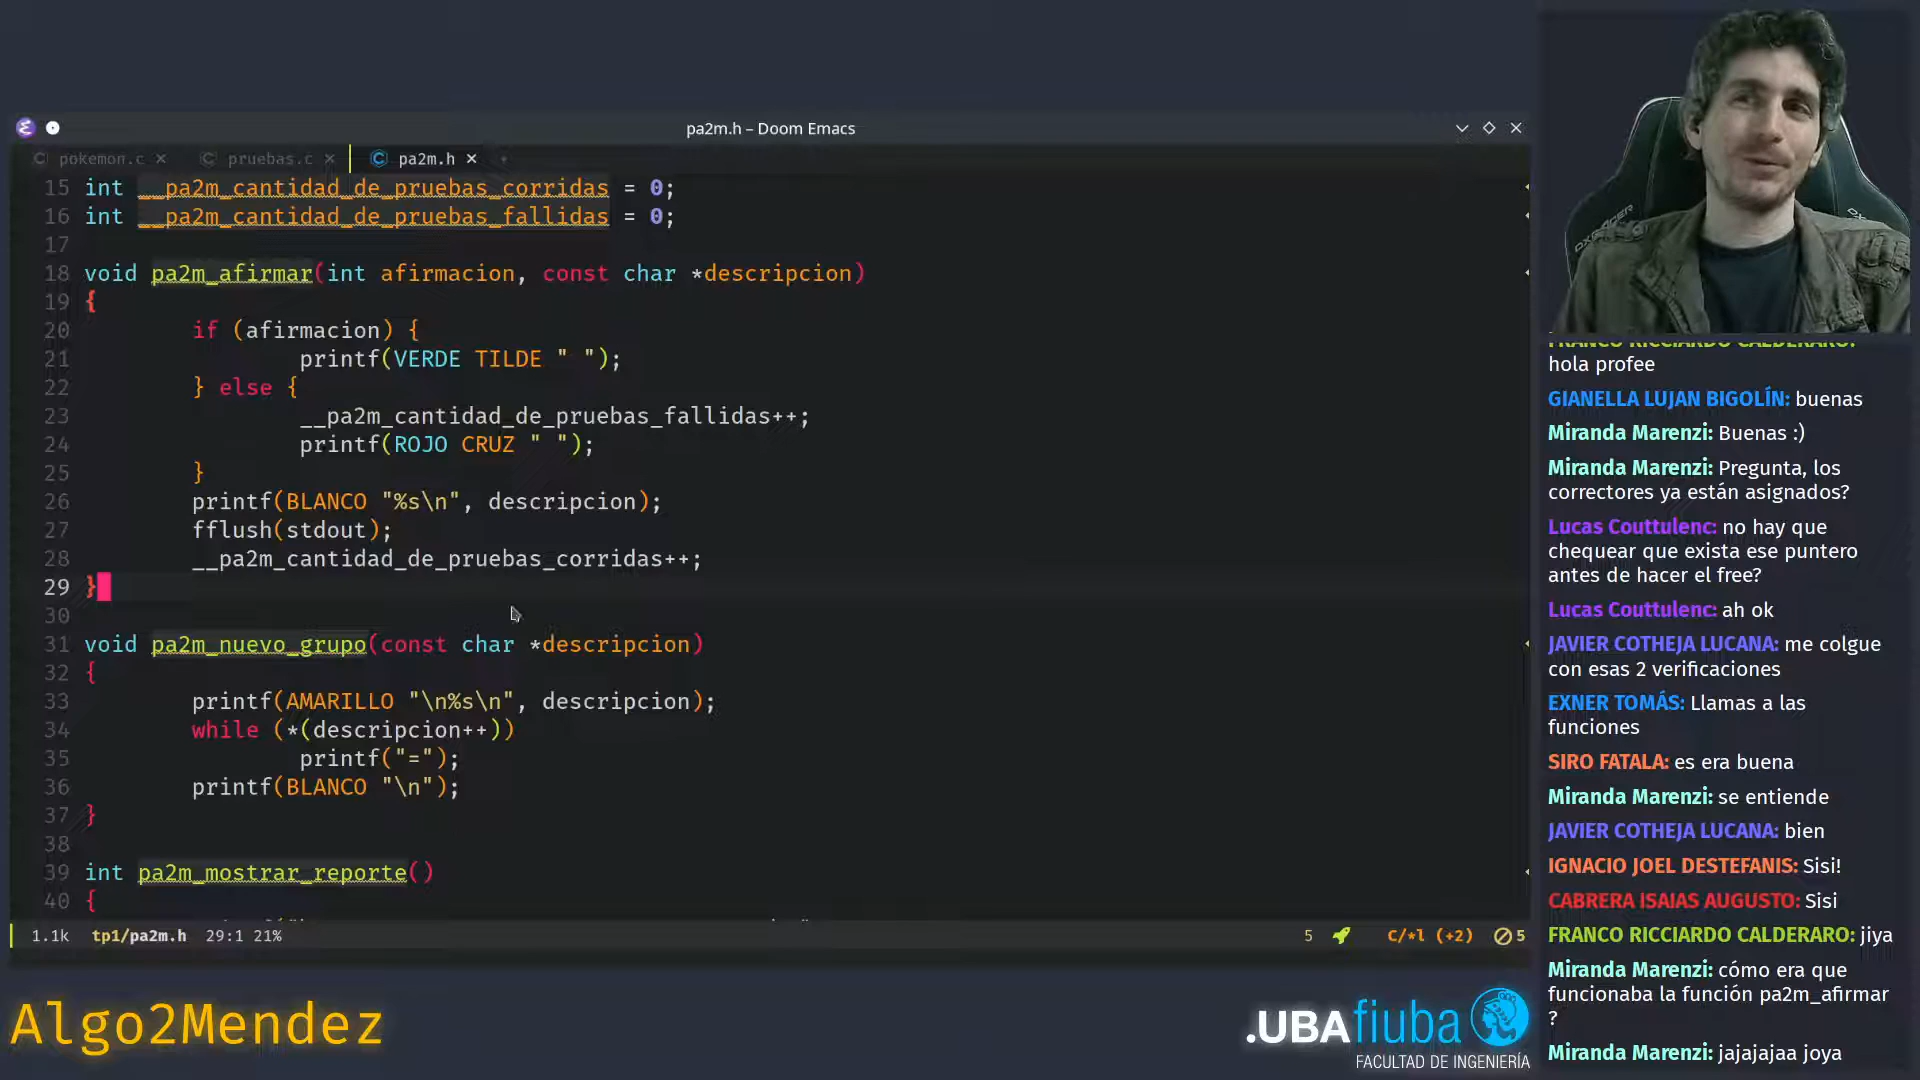 pa2m.h – Doom Emacs
pokemon.c
pruebas.c
pa2m.h
15 int __pa2m_cantidad_de_pruebas_corridas = 0;
16 int __pa2m_cantidad_de_pruebas_fallidas = 0;
17
18 void pa2m_afirmar(int afirmacion, const char *descripcion)
19 {
20 if (afirmacion) {
21 printf(VERDE TILDE " ");
22 } else {
23 __pa2m_cantidad_de_pruebas_fallidas++;
24 printf(ROJO CRUZ " ");
25 }
26 printf(BLANCO "%s\n", descripcion);
27 fflush(stdout);
28 __pa2m_cantidad_de_pruebas_corridas++;
29 }
30
31 void pa2m_nuevo_grupo(const char *descripcion)
32 {
33 printf(AMARILLO "\n%s\n", descripcion);
34 while (*(descripcion++))
35 printf("=");
36 printf(BLANCO "\n");
37 }
38
39 int pa2m_mostrar_reporte()
40 {
1.1k tp1/pa2m.h 29:1 21% 5 C/*l (+2) 5
Algo2Mendez
.UBAfiuba
FACULTAD DE INGENIERÍA
DXRACER
FRANCO RICCIARDO CALDERARO:
hola profee
GIANELLA LUJAN BIGOLÍN: buenas
Miranda Marenzi: Buenas :)
Miranda Marenzi: Pregunta, los
correctores ya están asignados?
Lucas Couttulenc: no hay que
chequear que exista ese puntero
antes de hacer el free?
Lucas Couttulenc: ah ok
JAVIER COTHEJA LUCANA: me colgue
con esas 2 verificaciones
EXNER TOMÁS: Llamas a las
funciones
SIRO FATALA: es era buena
Miranda Marenzi: se entiende
JAVIER COTHEJA LUCANA: bien
IGNACIO JOEL DESTEFANIS: Sisi!
CABRERA ISAIAS AUGUSTO: Sisi
FRANCO RICCIARDO CALDERARO: jiya
Miranda Marenzi: cómo era que
funcionaba la función pa2m_afirmar
?
Miranda Marenzi: jajajajaa joya